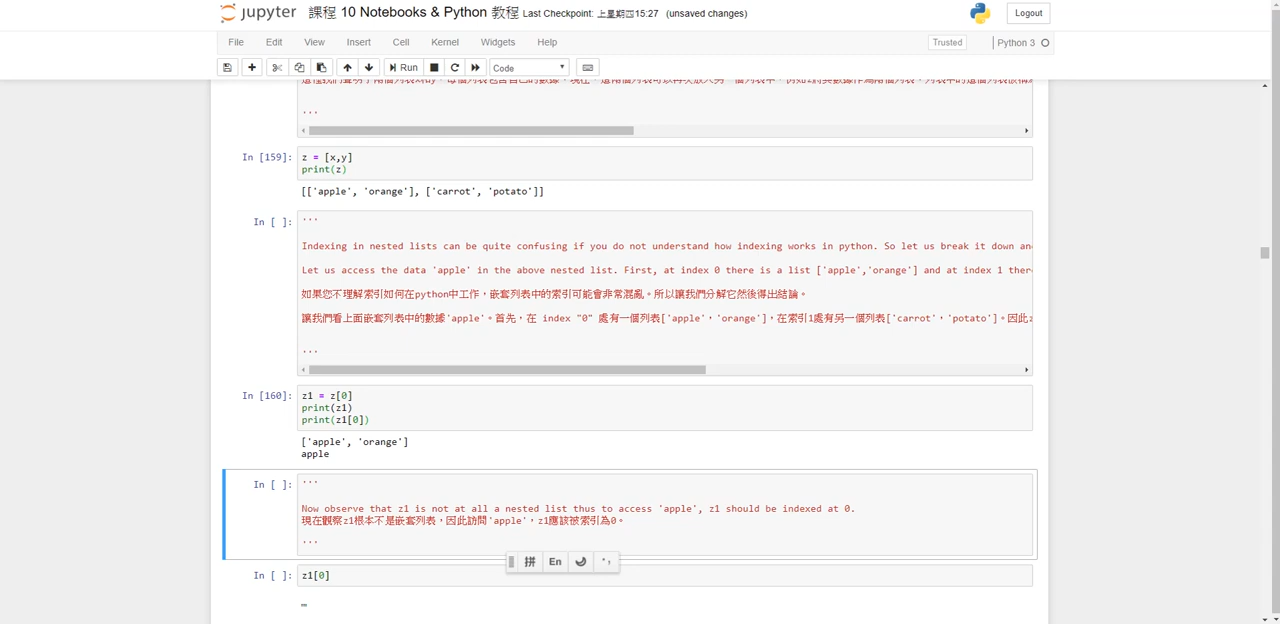 jupyter 課程 10 Notebooks & Python 教程 Last Checkpoint: 上星期四15:27 (unsaved changes) Logout
File Edit View Insert Cell Kernel Widgets Help Trusted Python 3
Run Code
'''
In [159]: z = [x,y]
print(z)
[['apple', 'orange'], ['carrot', 'potato']]
In [ ]: '''
Indexing in nested lists can be quite confusing if you do not understand how indexing works in python. So let us break it down an
Let us access the data 'apple' in the above nested list. First, at index 0 there is a list ['apple','orange'] and at index 1 ther
如果您不理解索引如何在python中工作，嵌套列表中的索引可能會非常混亂。所以讓我們分解它然後得出結論。
讓我們看上面嵌套列表中的數據'apple'。首先，在 index "0" 處有一個列表['apple'，'orange']，在索引1處有另一個列表['carrot'，'potato']。因此z
'''
In [160]: z1 = z[0]
print(z1)
print(z1[0])
['apple', 'orange']
apple
In [ ]: '''
Now observe that z1 is not at all a nested list thus to access 'apple', z1 should be indexed at 0.
現在觀察z1根本不是嵌套列表，因此訪問'apple'，z1應該被索引為0。
'''
拼 En
In [ ]: z1[0]